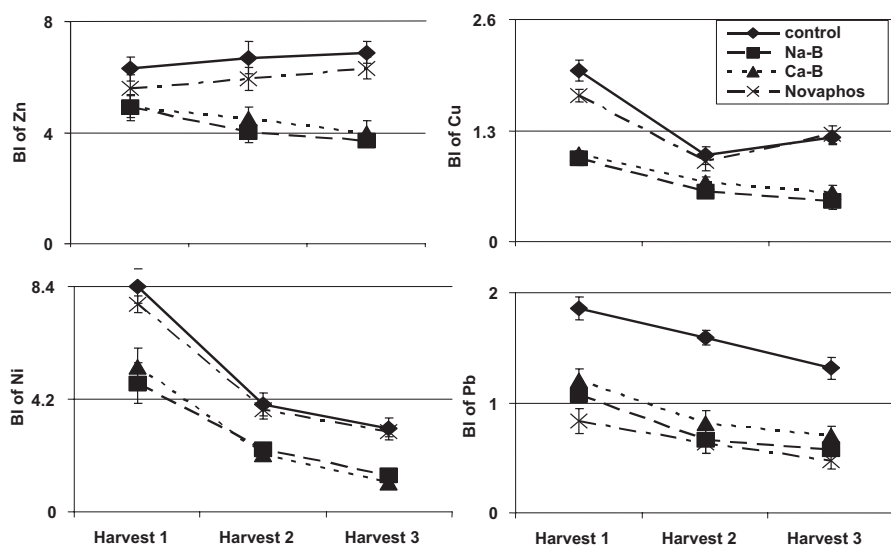 8
4
0
BI of Zn
2.6
1.3
0
BI of Cu
control
Na-B
Ca-B
Novaphos
8.4
4.2
0
BI of Ni
Harvest 1 Harvest 2 Harvest 3
2
1
0
BI of Pb
Harvest 1 Harvest 2 Harvest 3